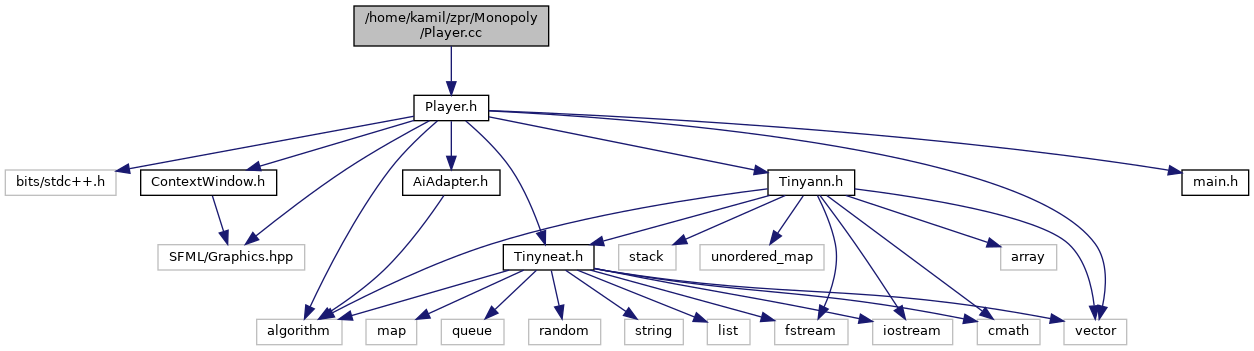 /home/kamil/zpr/Monopoly
/Player.cc
Player.h
bits/stdc++.h
ContextWindow.h
AiAdapter.h
Tinyann.h
main.h
SFML/Graphics.hpp
Tinyneat.h
stack
unordered_map
array
algorithm
map
queue
random
string
list
fstream
iostream
cmath
vector